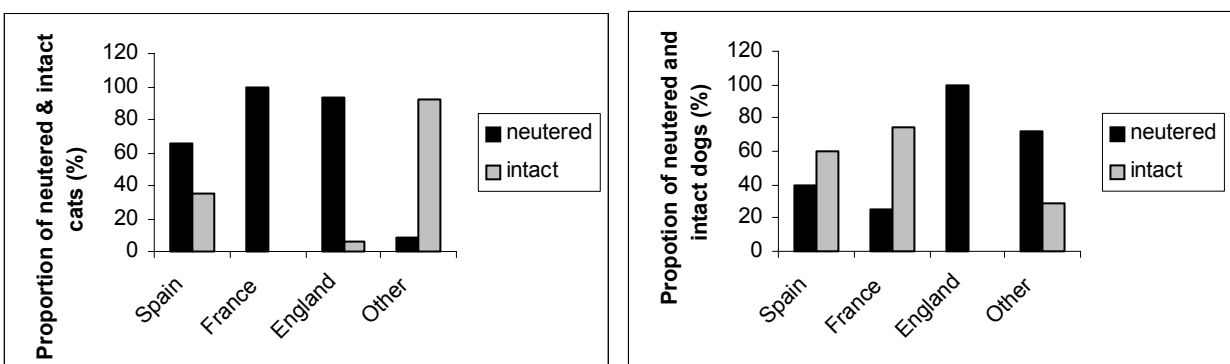 Proportion of neutered & intact
cats (%)
120
100
80
60
40
20
0
Spain
France
England
Other
neutered
intact
Propotion of neutered and
intact dogs (%)
120
100
80
60
40
20
0
Spain
France
England
Other
neutered
intact